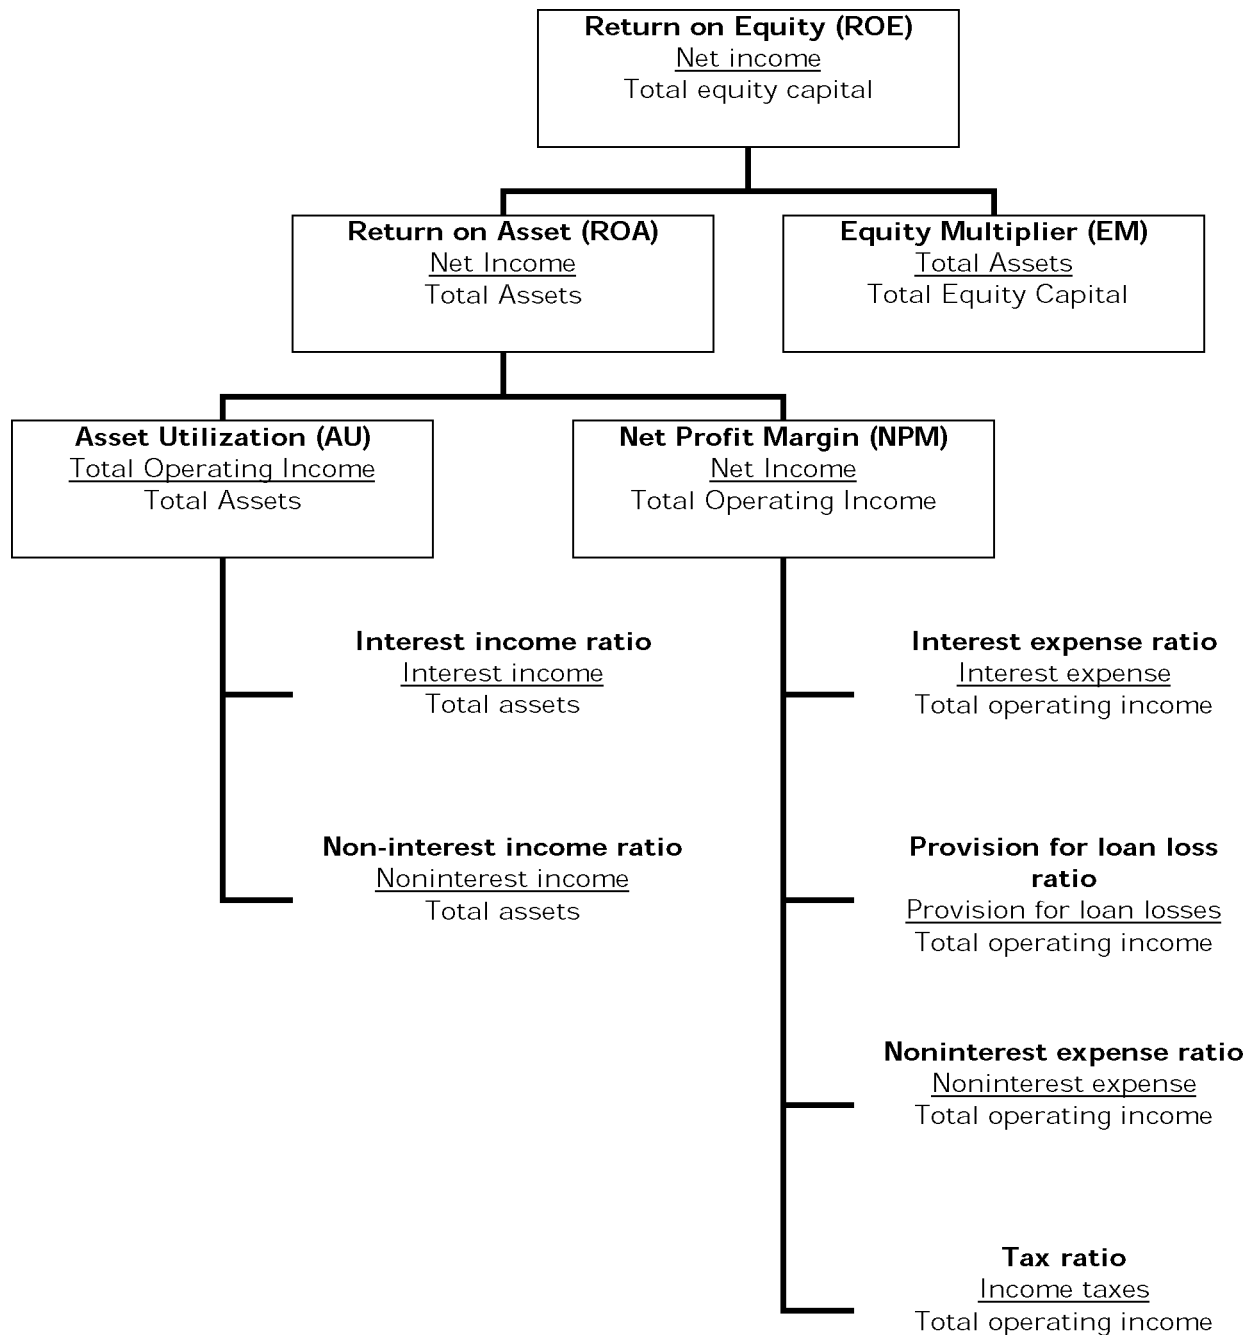 Return on Equity (ROE)
Net income
Total equity capital
Return on Asset (ROA)
Net Income
Total Assets
Equity Multiplier (EM)
Total Assets
Total Equity Capital
Asset Utilization (AU)
Total Operating Income
Total Assets
Net Profit Margin (NPM)
Net Income
Total Operating Income
Interest income ratio
Interest income
Total assets
Interest expense ratio
Interest expense
Total operating income
Non-interest income ratio
Noninterest income
Total assets
Provision for loan loss
ratio
Provision for loan losses
Total operating income
Noninterest expense ratio
Noninterest expense
Total operating income
Tax ratio
Income taxes
Total operating income